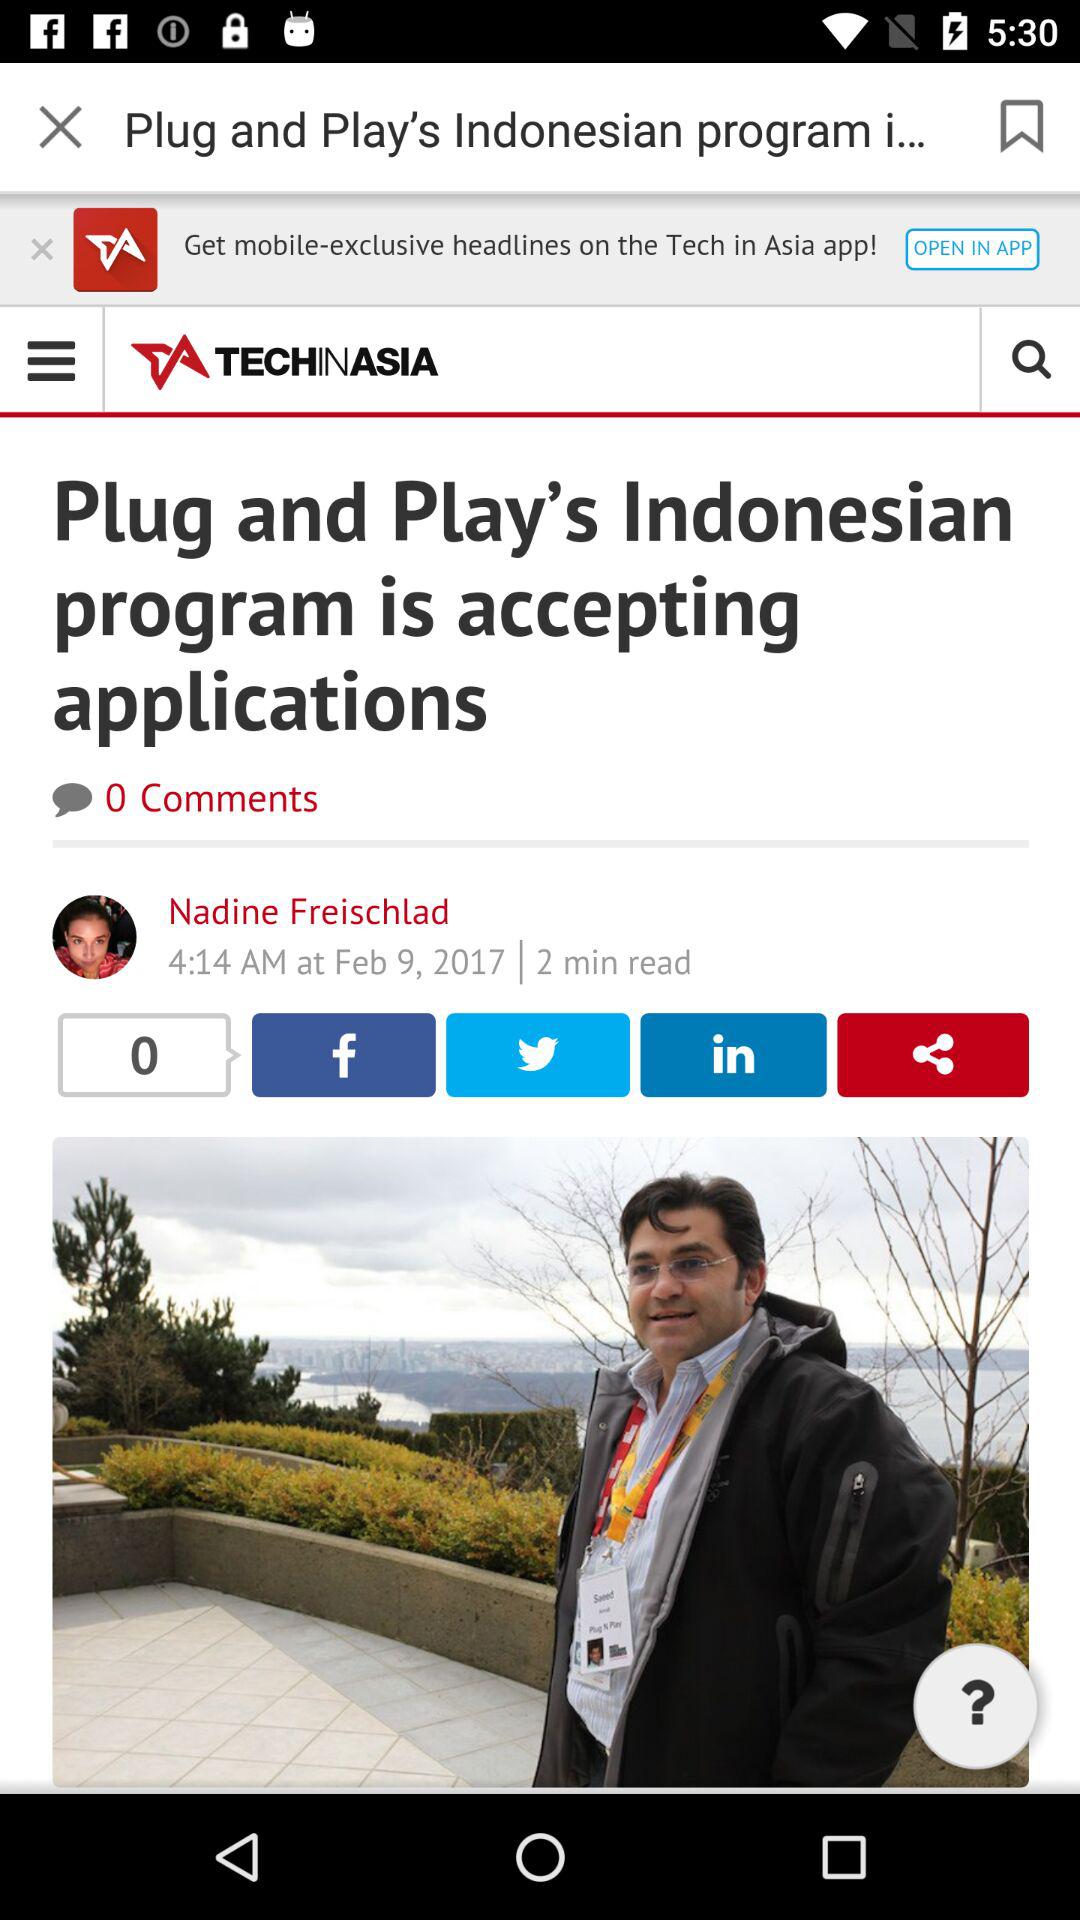 5:30
Plug and Play’s Indonesian program i...
Get mobile-exclusive headlines on the Tech in Asia app!
OPEN IN APP
TECHINASIA
Plug and Play’s Indonesian
program is accepting
applications
0 Comments
Nadine Freischlad
4:14 AM at Feb 9, 2017 | 2 min read
0
f
in
Saeed
Plug N Play
?